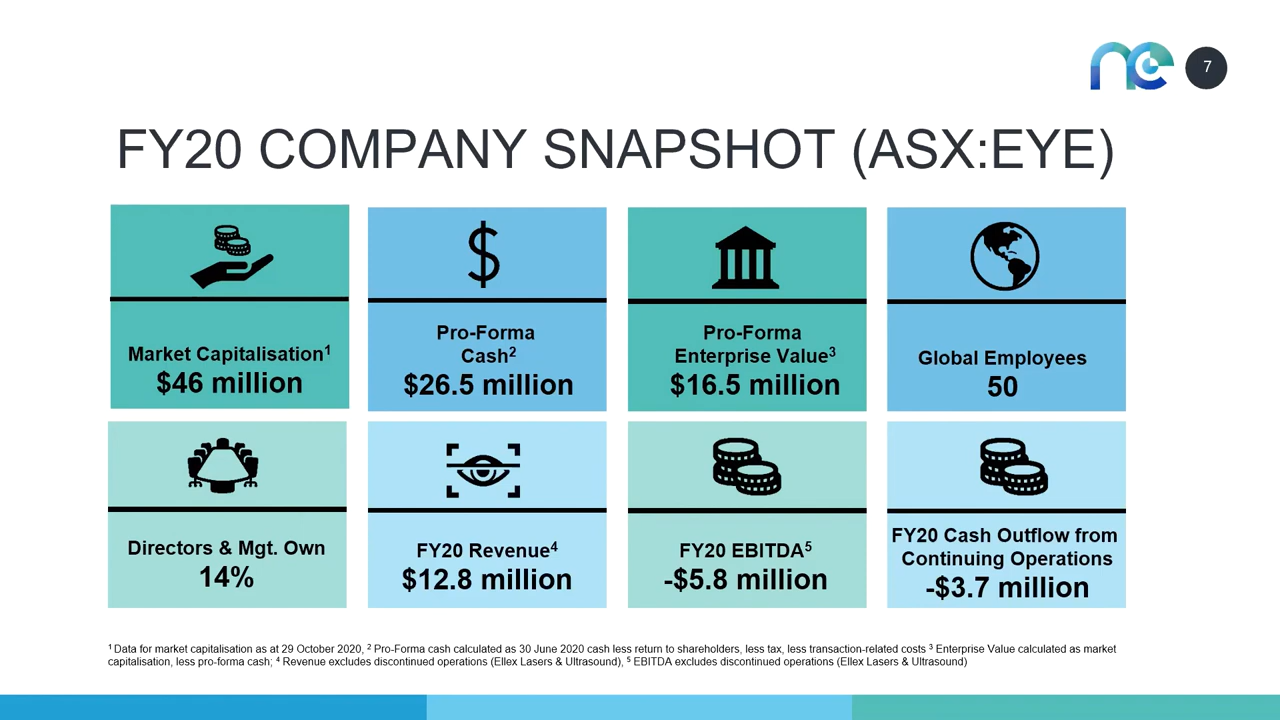 7
FY20 COMPANY SNAPSHOT (ASX:EYE)
Market Capitalisation¹
$46 million
Pro-Forma
Cash²
$26.5 million
Pro-Forma
Enterprise Value³
$16.5 million
Global Employees
50
Directors & Mgt. Own
14%
FY20 Revenue⁴
$12.8 million
FY20 EBITDA⁵
-$5.8 million
FY20 Cash Outflow from
Continuing Operations
-$3.7 million
¹ Data for market capitalisation as at 29 October 2020, ² Pro-Forma cash calculated as 30 June 2020 cash less return to shareholders, less tax, less transaction-related costs ³ Enterprise Value calculated as market
capitalisation, less pro-forma cash; ⁴ Revenue excludes discontinued operations (Ellex Lasers & Ultrasound), ⁵ EBITDA excludes discontinued operations (Ellex Lasers & Ultrasound)